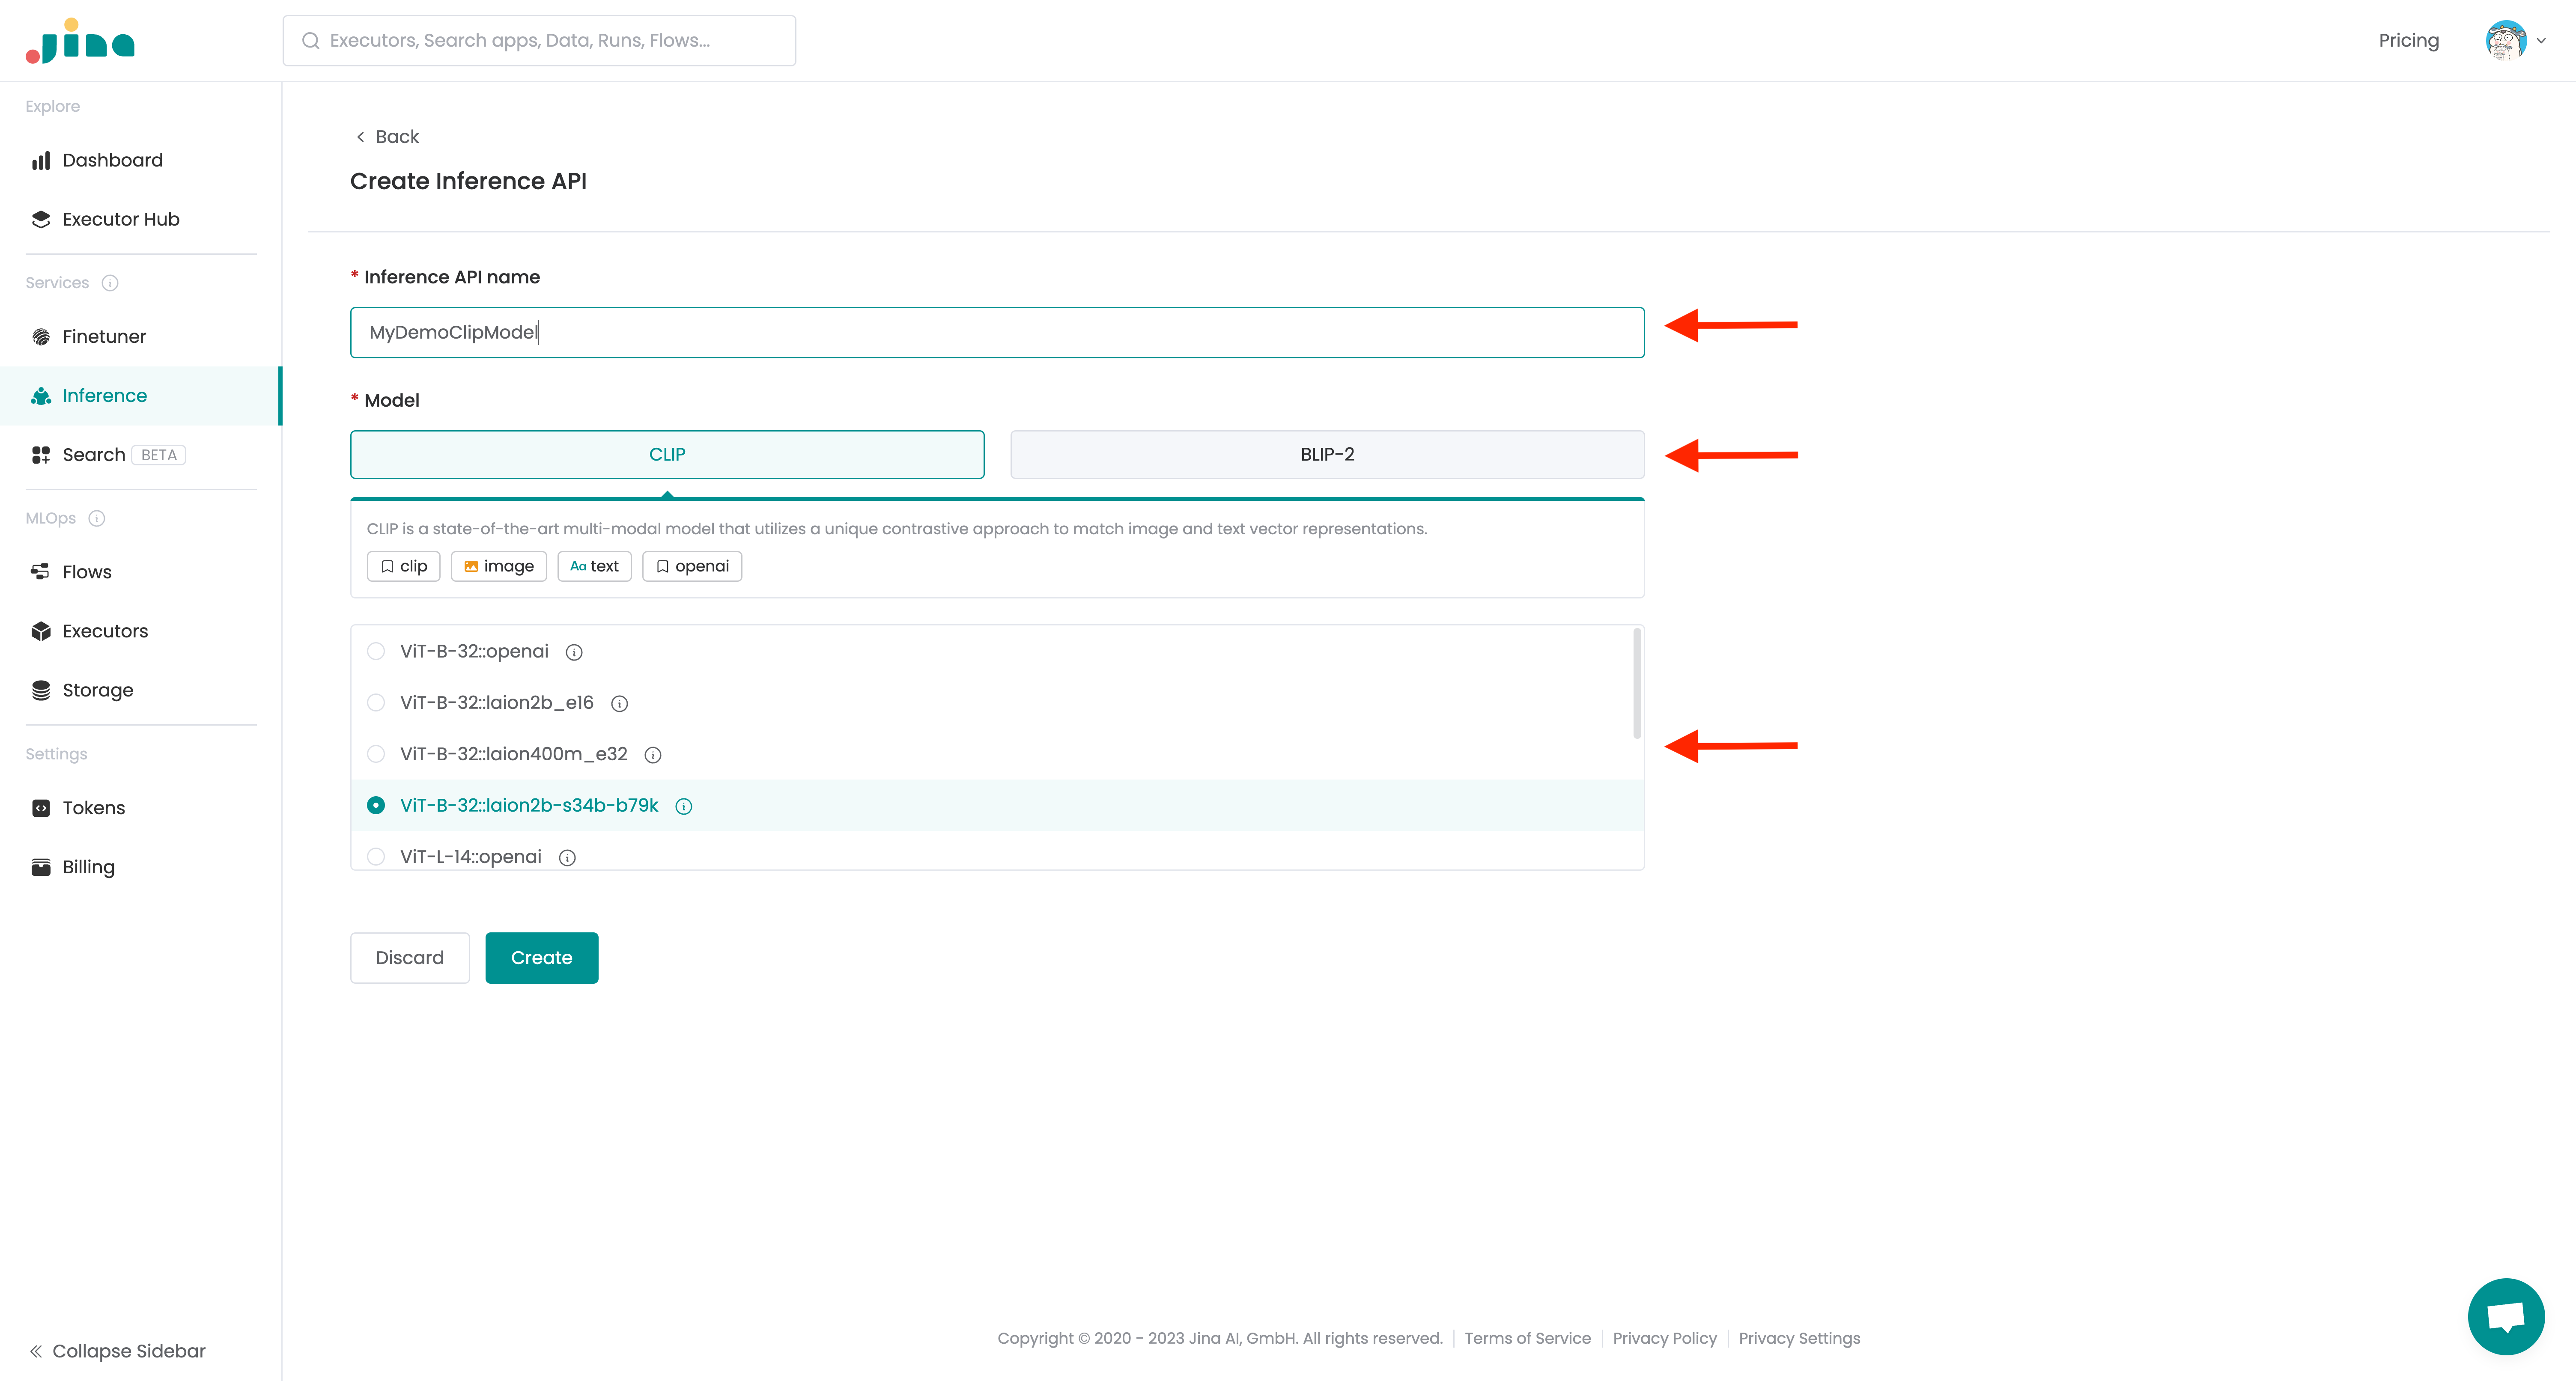 Jina
Executors, Search apps, Data, Runs, Flows...
Pricing
Explore
Dashboard
Executor Hub
Services
Finetuner
Inference
Search BETA
MLOps
Flows
Executors
Storage
Settings
Tokens
Billing
Collapse Sidebar
Back
Create Inference API
* Inference API name
MyDemoClipModel
* Model
CLIP
BLIP-2
CLIP is a state-of-the-art multi-modal model that utilizes a unique contrastive approach to match image and text vector representations.
clip image Aa text openai
ViT-B-32::openai
ViT-B-32::laion2b_e16
ViT-B-32::laion400m_e32
ViT-B-32::laion2b-s34b-b79k
ViT-L-14::openai
Discard
Create
Copyright © 2020 - 2023 Jina AI, GmbH. All rights reserved. Terms of Service Privacy Policy Privacy Settings